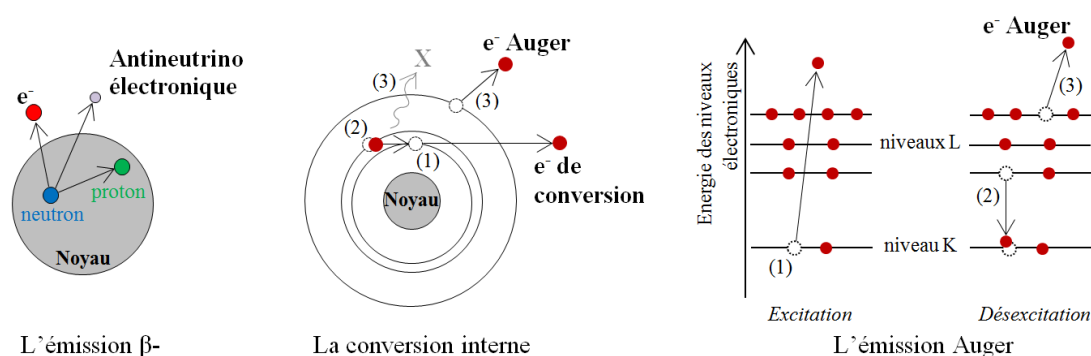 Antineutrino
électronique
e⁻
proton
neutron
Noyau
L'émission β-
e⁻ Auger
X
(3)
(3)
(2)
(1)
e⁻ de
conversion
Noyau
La conversion interne
Energie des niveaux
électroniques
e⁻ Auger
(3)
niveaux L
(2)
niveau K
(1)
Excitation
Désexcitation
L'émission Auger